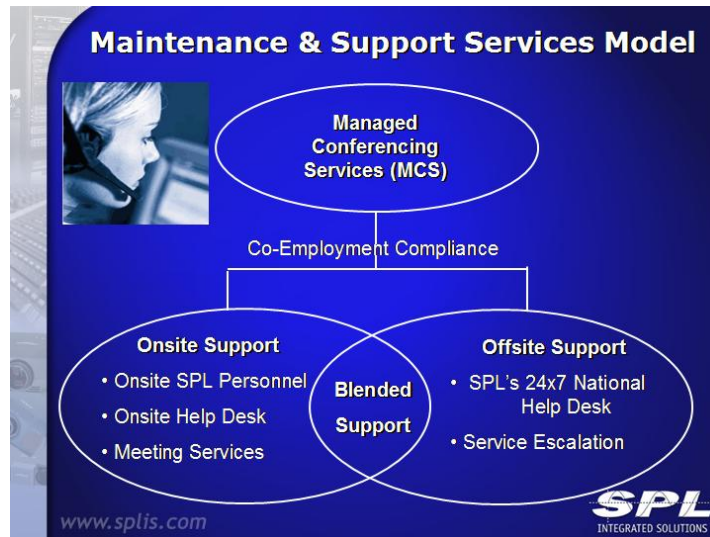 Maintenance & Support Services Model
Managed
Conferencing
Services (MCS)
Co-Employment Compliance
Onsite Support
• Onsite SPL Personnel
• Onsite Help Desk
• Meeting Services
Blended
Support
Offsite Support
• SPL's 24x7 National
Help Desk
• Service Escalation
www.splis.com
SPL
INTEGRATED SOLUTIONS